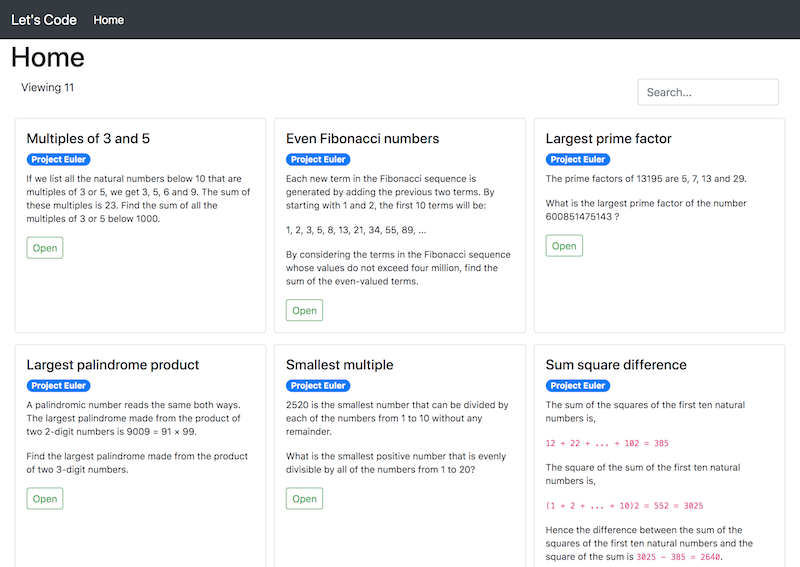 Let's Code Home
Home
Viewing 11
Search...
Multiples of 3 and 5
Project Euler
If we list all the natural numbers below 10 that are
multiples of 3 or 5, we get 3, 5, 6 and 9. The sum of
these multiples is 23. Find the sum of all the
multiples of 3 or 5 below 1000.
Open
Even Fibonacci numbers
Project Euler
Each new term in the Fibonacci sequence is
generated by adding the previous two terms. By
starting with 1 and 2, the first 10 terms will be:
1, 2, 3, 5, 8, 13, 21, 34, 55, 89, ...
By considering the terms in the Fibonacci sequence
whose values do not exceed four million, find the
sum of the even-valued terms.
Open
Largest prime factor
Project Euler
The prime factors of 13195 are 5, 7, 13 and 29.
What is the largest prime factor of the number
600851475143 ?
Open
Largest palindrome product
Project Euler
A palindromic number reads the same both ways.
The largest palindrome made from the product of
two 2-digit numbers is 9009 = 91 × 99.
Find the largest palindrome made from the product
of two 3-digit numbers.
Open
Smallest multiple
Project Euler
2520 is the smallest number that can be divided by
each of the numbers from 1 to 10 without any
remainder.
What is the smallest positive number that is evenly
divisible by all of the numbers from 1 to 20?
Open
Sum square difference
Project Euler
The sum of the squares of the first ten natural
numbers is,
12 + 22 + ... + 102 = 385
The square of the sum of the first ten natural
numbers is,
(1 + 2 + ... + 10)2 = 552 = 3025
Hence the difference between the sum of the
squares of the first ten natural numbers and the
square of the sum is 3025 − 385 = 2640.